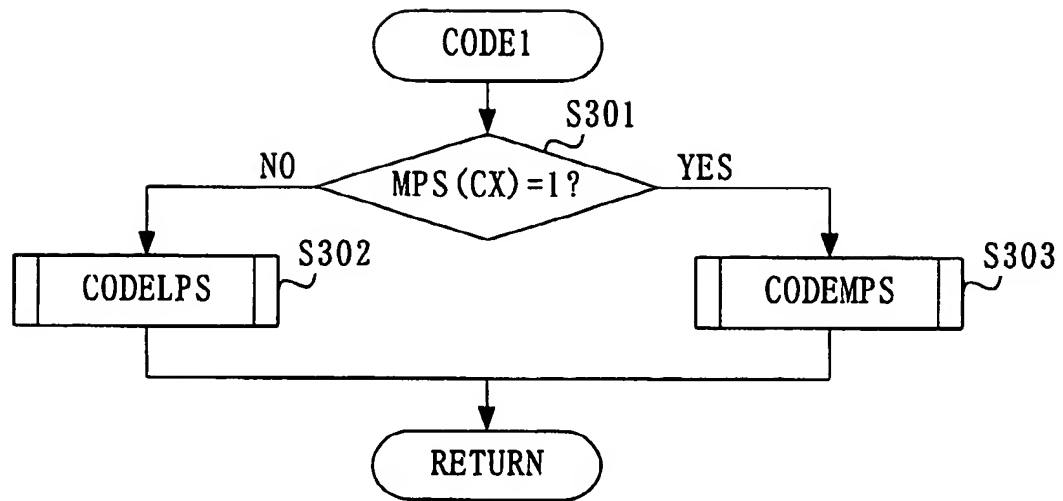 CODE1
S301
NO
MPS(CX)=1?
YES
CODELPS
S302
CODEMPS
S303
RETURN